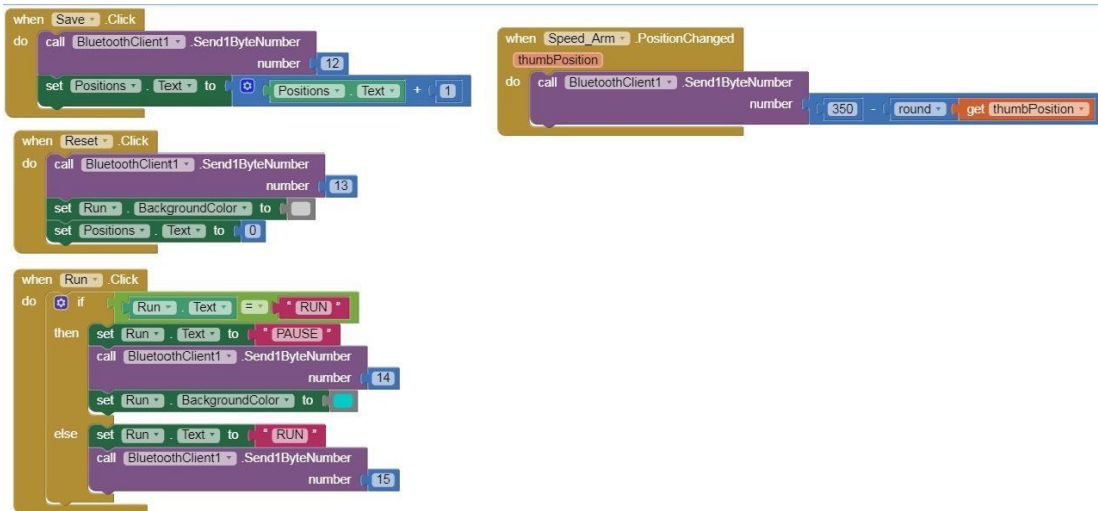 when Save .Click
do call BluetoothClient1 .Send1ByteNumber
number 12
set Positions . Text to Positions . Text + 1
when Reset .Click
do call BluetoothClient1 .Send1ByteNumber
number 13
set Run . BackgroundColor to
set Positions . Text to 0
when Run .Click
do if Run . Text = " RUN "
then set Run . Text to " PAUSE "
call BluetoothClient1 .Send1ByteNumber
number 14
set Run . BackgroundColor to
else set Run . Text to " RUN "
call BluetoothClient1 .Send1ByteNumber
number 15
when Speed_Arm .PositionChanged
thumbPosition
do call BluetoothClient1 .Send1ByteNumber
number 350 - round get thumbPosition